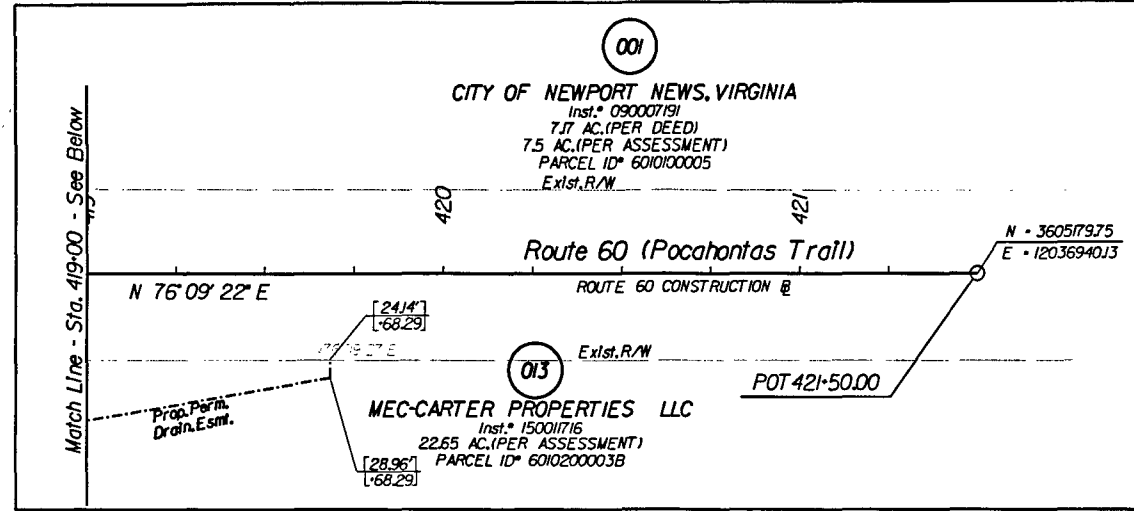 001
CITY OF NEWPORT NEWS, VIRGINIA
Inst.* 090007191
7.17 AC.(PER DEED)
7.5 AC.(PER ASSESSMENT)
PARCEL ID* 6010100005
Exist.R/W
Match Line - Sta. 419+00 - See Below
419
420
421
N = 3605179.75
E = 12036940.13
Route 60 (Pocahontas Trail)
N 76°09'22" E
ROUTE 60 CONSTRUCTION BL
[24.14']
[+68.29]
Exist.R/W
013
POT 421+50.00
Prop.Perm.
Drain.Esmt.
MEC-CARTER PROPERTIES LLC
Inst.* 150011716
22.65 AC.(PER ASSESSMENT)
PARCEL ID* 6010200003B
[28.96']
[+68.29]